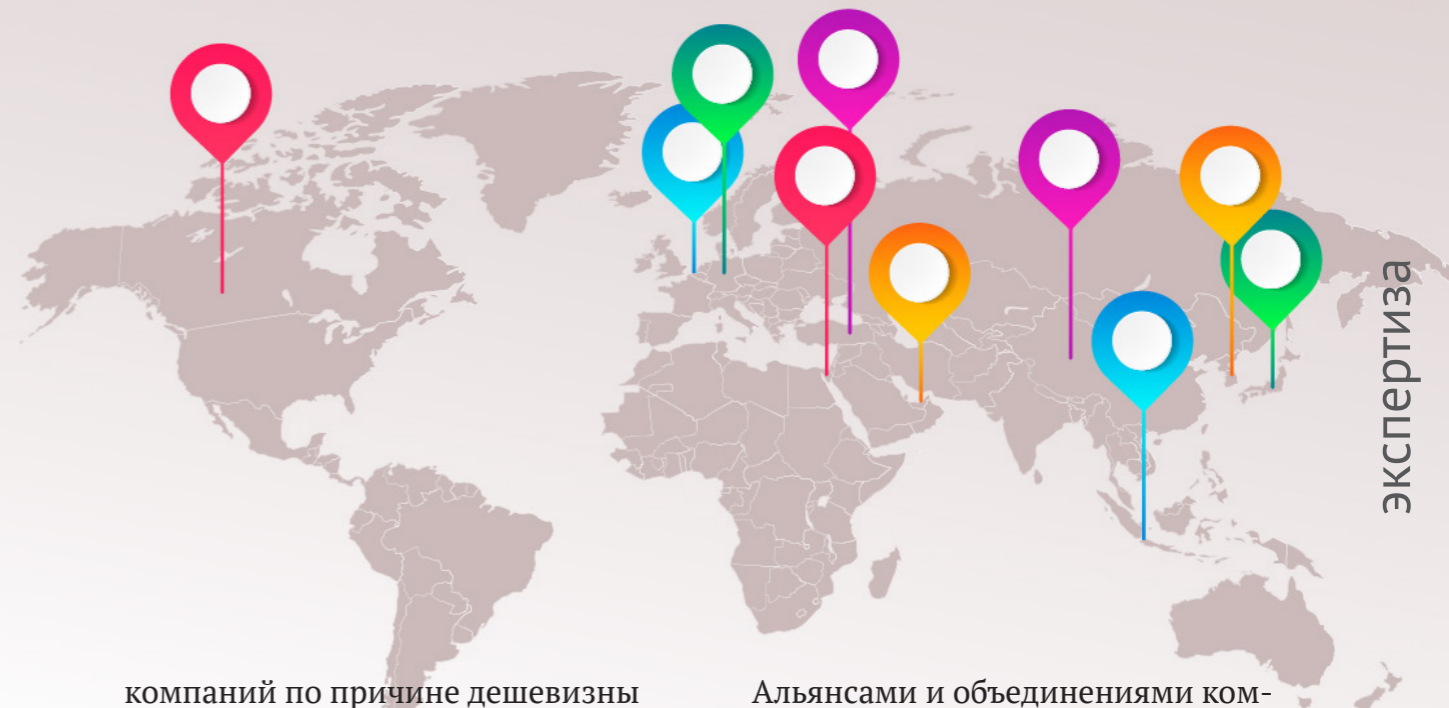 экспертиза
компаний по причине дешевизны
Альянсами и объединениями ком-